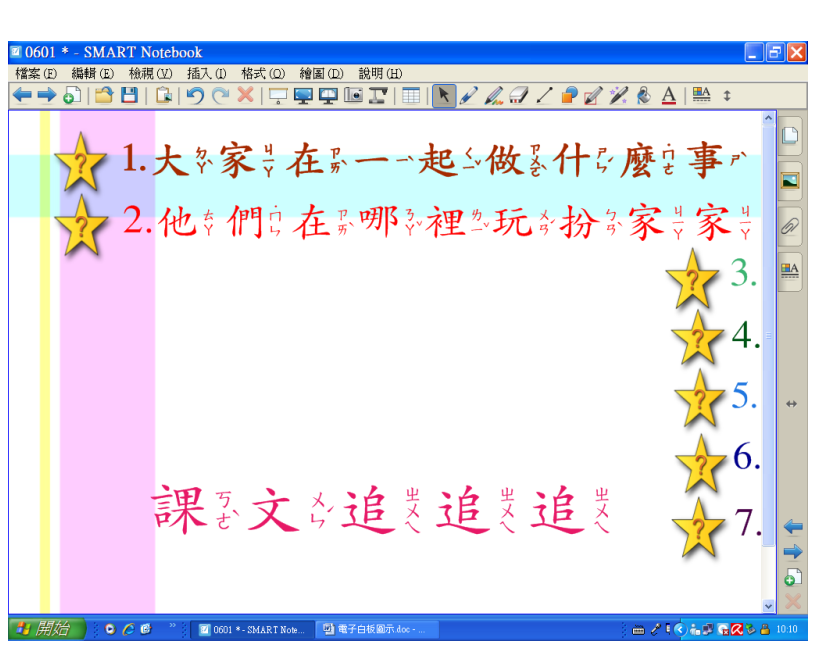 0601 * - SMART Notebook
檔案(F) 編輯(E) 檢視(V) 插入(I) 格式(O) 繪圖(D) 說明(H)
1.大ㄉㄚˋ家ㄐㄧㄚ在ㄗㄞˋ一ㄧˋ起ㄑㄧˇ做ㄗㄨㄛˋ什ㄕㄣˊ麼˙ㄇㄜ事ㄕˋ
2.他ㄊㄚ們˙ㄇㄣ在ㄗㄞˋ哪ㄋㄚˇ裡ㄌㄧˇ玩ㄨㄢˊ扮ㄅㄢˋ家ㄐㄧㄚ家ㄐㄧㄚ
3.
4.
5.
6.
7.
課ㄎㄜˋ文ㄨㄣˊ追ㄓㄨㄟ追ㄓㄨㄟ追ㄓㄨㄟ
開始
0601 *- SMART Note...
電子白板圖示.doc - ...
10:10